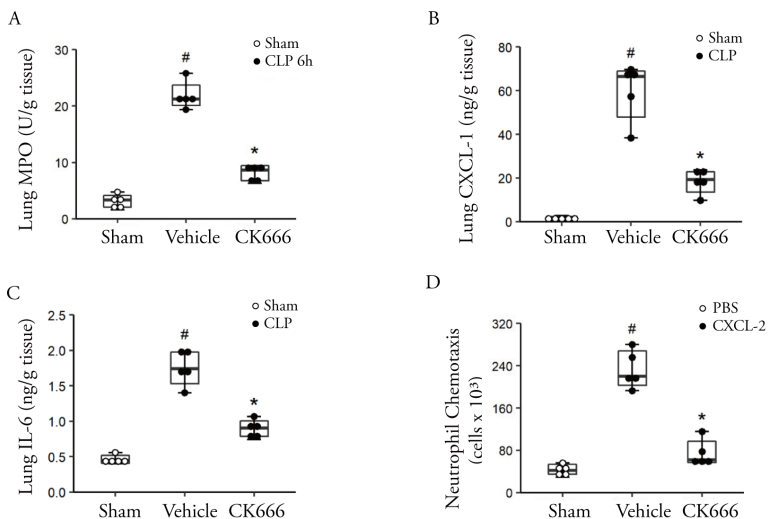 A
Sham
CLP 6h
Lung MPO (U/g tissue)
30
20
10
0
#
*
Sham Vehicle CK666
B
Sham
CLP
Lung CXCL-1 (ng/g tissue)
80
60
40
20
0
#
*
Sham Vehicle CK666
C
Sham
CLP
Lung IL-6 (ng/g tissue)
2.5
2.0
1.5
1.0
0.5
0.0
#
*
Sham Vehicle CK666
D
PBS
CXCL-2
Neutrophil Chemotaxis
(cells x 10³)
320
240
160
80
0
#
*
Sham Vehicle CK666